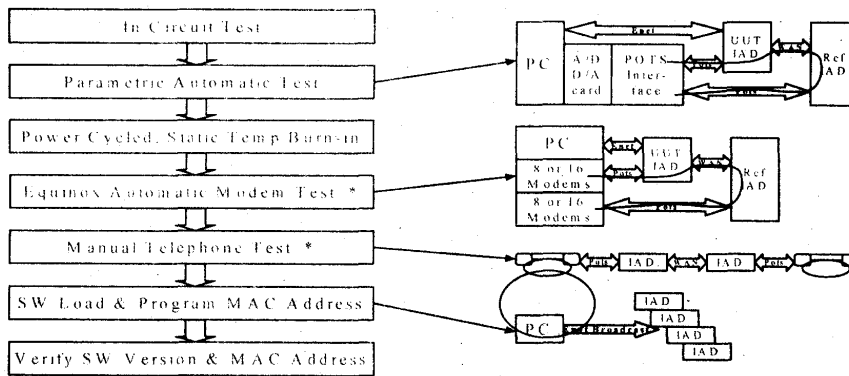 In Circuit Test
Parametric Automatic Test
Power Cycled, Static Temp Burn-in
Equinox Automatic Modem Test *
Manual Telephone Test *
SW Load & Program MAC Address
Verify SW Version & MAC Address
PC
A/D
D/A
card
POTS
Inter-
face
Enet
UUT
IAD
WAN
Ref
IAD
Pots
Pots
PC
8 or 16
Modems
8 or 16
Modems
Enet
Pots
UUT
IAD
WAN
Ref
IAD
Pots
Pots
IAD
WAN
IAD
Pots
PC
Enet Broadcast
IAD
IAD
IAD
IAD